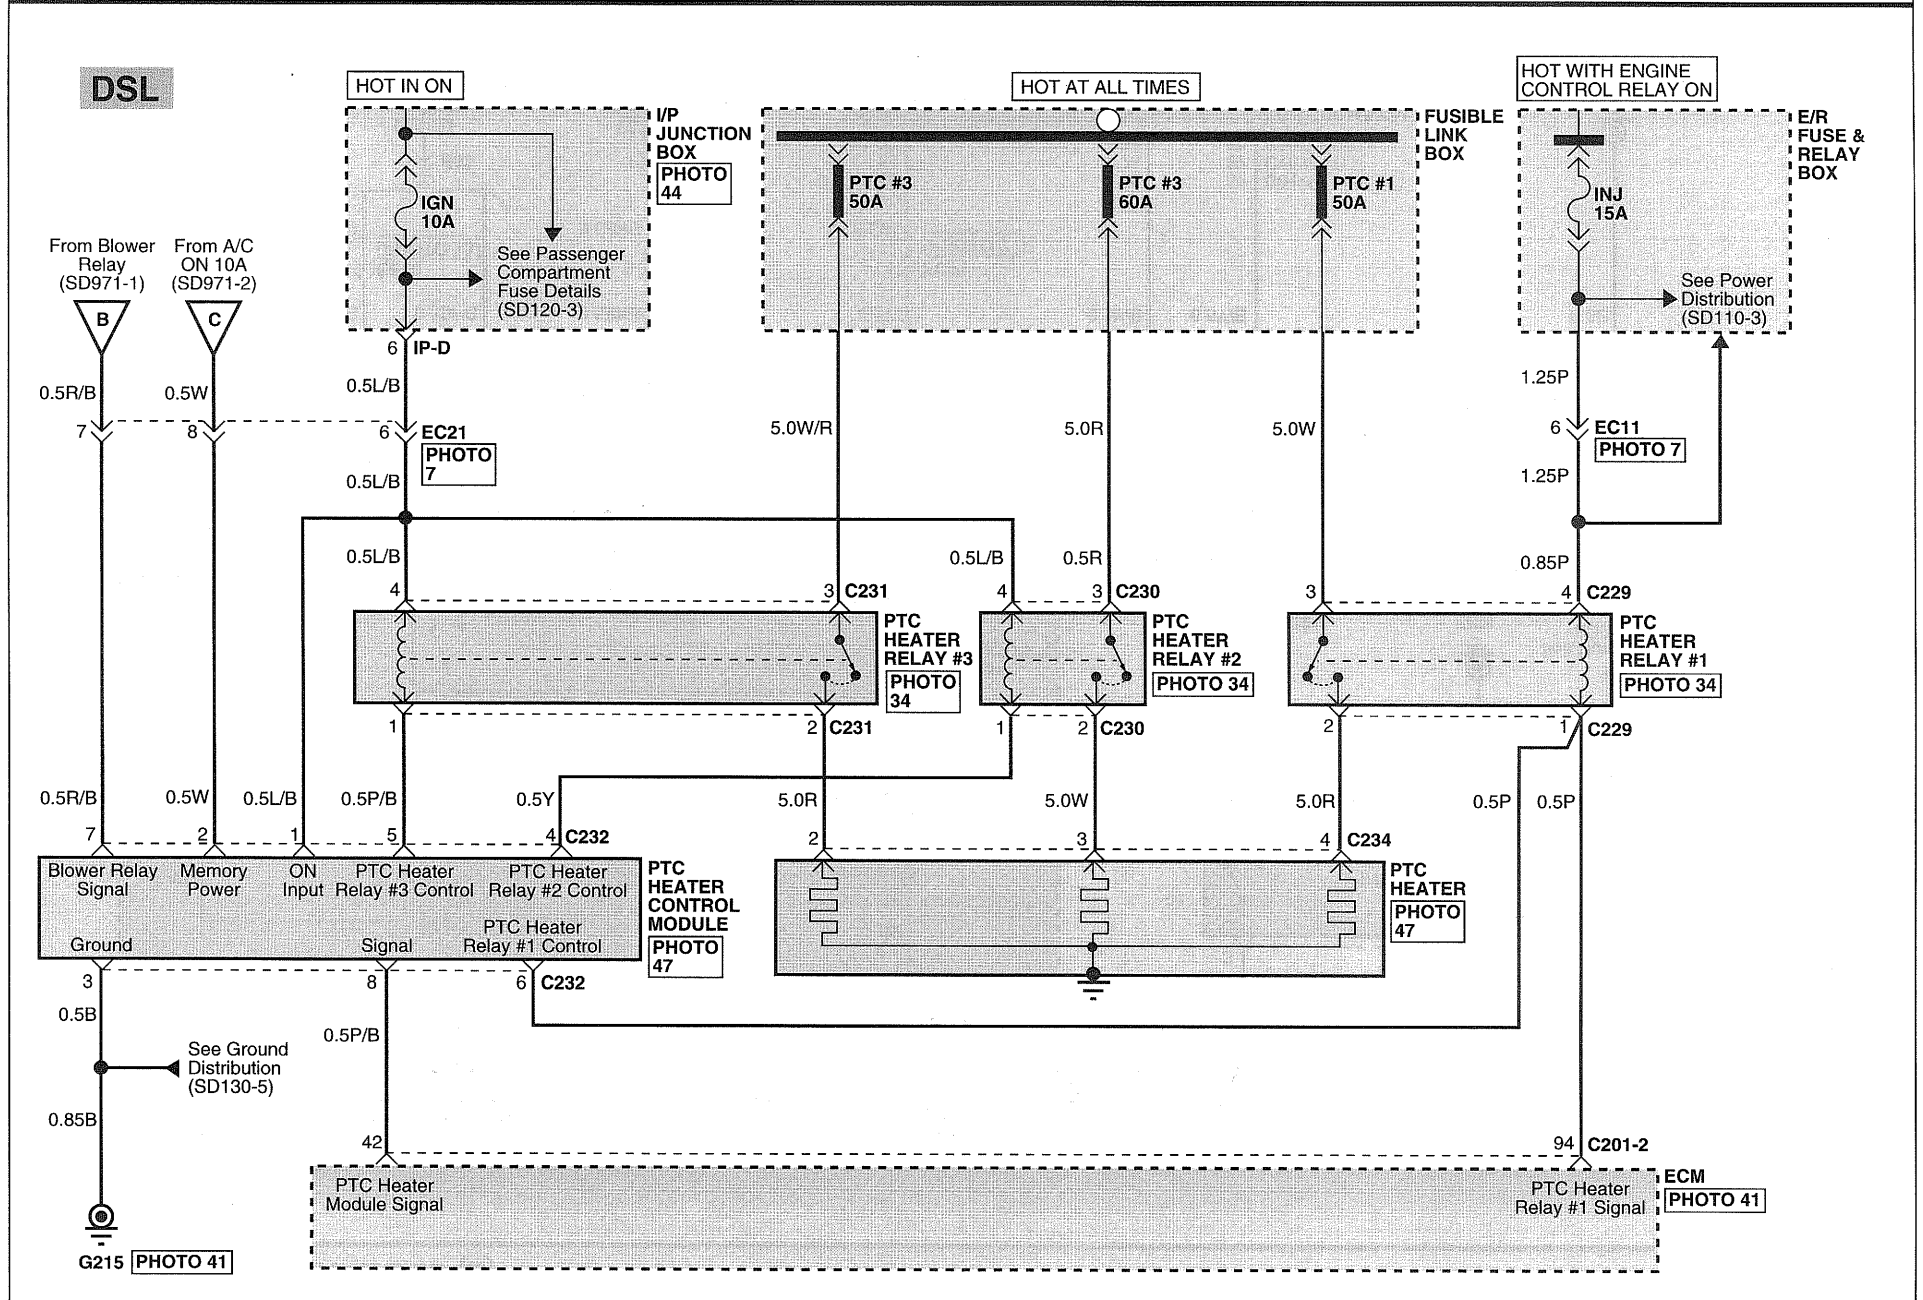 DSL
HOT IN ON
HOT AT ALL TIMES
HOT WITH ENGINE
CONTROL RELAY ON
I/P
JUNCTION
BOX
PHOTO
44
IGN
10A
See Passenger
Compartment
Fuse Details
(SD120-3)
FUSIBLE
LINK
BOX
PTC #3
50A
PTC #3
60A
PTC #1
50A
E/R
FUSE &
RELAY
BOX
INJ
15A
See Power
Distribution
(SD110-3)
From Blower
Relay
(SD971-1)
From A/C
ON 10A
(SD971-2)
B
C
6 IP-D
0.5R/B
0.5W
0.5L/B
1.25P
7
8
6
EC21
PHOTO
7
5.0W/R
5.0R
5.0W
6
EC11
PHOTO 7
0.5L/B
1.25P
0.5L/B
0.5L/B
0.5R
0.85P
4
3
C231
4
3
C230
3
4
C229
PTC
HEATER
RELAY #3
PHOTO
34
PTC
HEATER
RELAY #2
PHOTO 34
PTC
HEATER
RELAY #1
PHOTO 34
1
2
C231
1
2
C230
2
1
C229
0.5R/B
0.5W
0.5L/B
0.5P/B
0.5Y
5.0R
5.0W
5.0R
0.5P
0.5P
7
2
1
5
4
C232
2
3
4
C234
Blower Relay
Signal
Memory
Power
ON
Input
PTC Heater
Relay #3 Control
PTC Heater
Relay #2 Control
Ground
Signal
PTC Heater
Relay #1 Control
PTC
HEATER
CONTROL
MODULE
PHOTO
47
PTC
HEATER
PHOTO
47
3
8
6
C232
0.5B
0.5P/B
See Ground
Distribution
(SD130-5)
0.85B
42
94
C201-2
PTC Heater
Module Signal
PTC Heater
Relay #1 Signal
ECM
PHOTO 41
G215
PHOTO 41